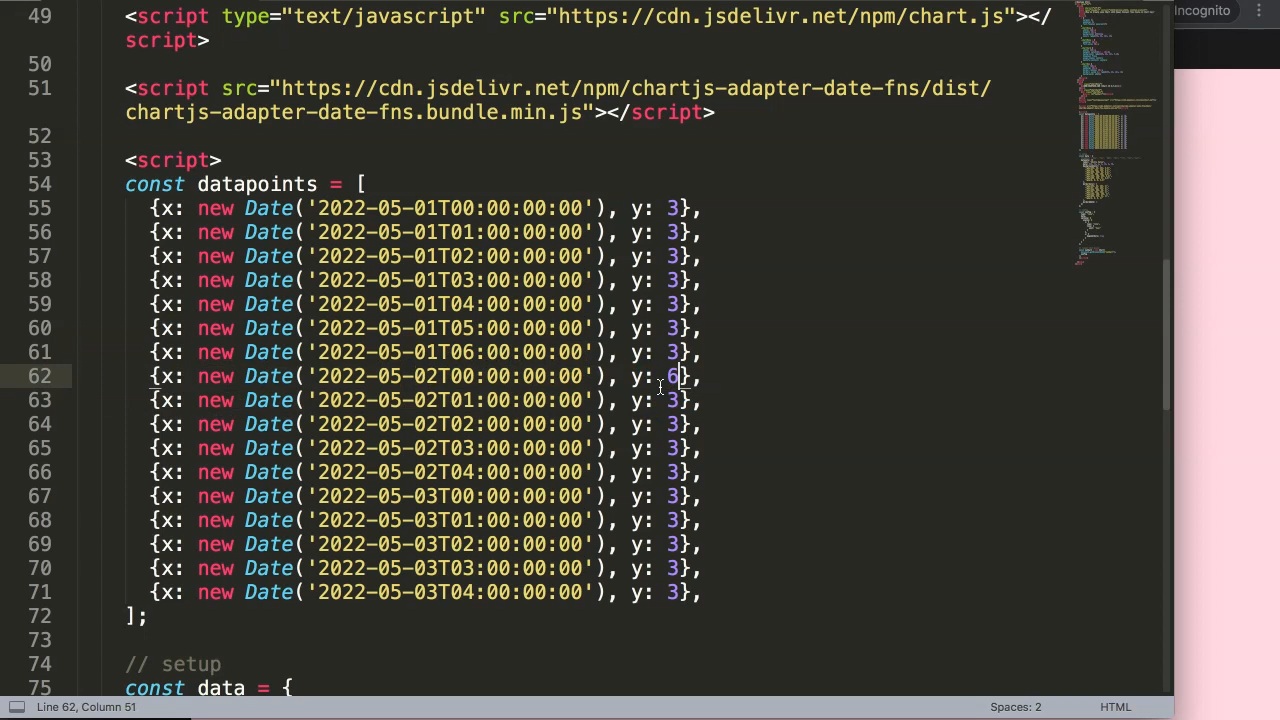 49 <script type="text/javascript" src="https://cdn.jsdelivr.net/npm/chart.js"></
script>
Incognito
50
51 <script src="https://cdn.jsdelivr.net/npm/chartjs-adapter-date-fns/dist/
chartjs-adapter-date-fns.bundle.min.js"></script>
52
53 <script>
54 const datapoints = [
55 {x: new Date('2022-05-01T00:00:00:00'), y: 3},
56 {x: new Date('2022-05-01T01:00:00:00'), y: 3},
57 {x: new Date('2022-05-01T02:00:00:00'), y: 3},
58 {x: new Date('2022-05-01T03:00:00:00'), y: 3},
59 {x: new Date('2022-05-01T04:00:00:00'), y: 3},
60 {x: new Date('2022-05-01T05:00:00:00'), y: 3},
61 {x: new Date('2022-05-01T06:00:00:00'), y: 3},
62 {x: new Date('2022-05-02T00:00:00:00'), y: 6},
63 {x: new Date('2022-05-02T01:00:00:00'), y: 3},
64 {x: new Date('2022-05-02T02:00:00:00'), y: 3},
65 {x: new Date('2022-05-02T03:00:00:00'), y: 3},
66 {x: new Date('2022-05-02T04:00:00:00'), y: 3},
67 {x: new Date('2022-05-03T00:00:00:00'), y: 3},
68 {x: new Date('2022-05-03T01:00:00:00'), y: 3},
69 {x: new Date('2022-05-03T02:00:00:00'), y: 3},
70 {x: new Date('2022-05-03T03:00:00:00'), y: 3},
71 {x: new Date('2022-05-03T04:00:00:00'), y: 3},
72 ];
73
74 // setup
75 const data = {
Line 62, Column 51 Spaces: 2 HTML